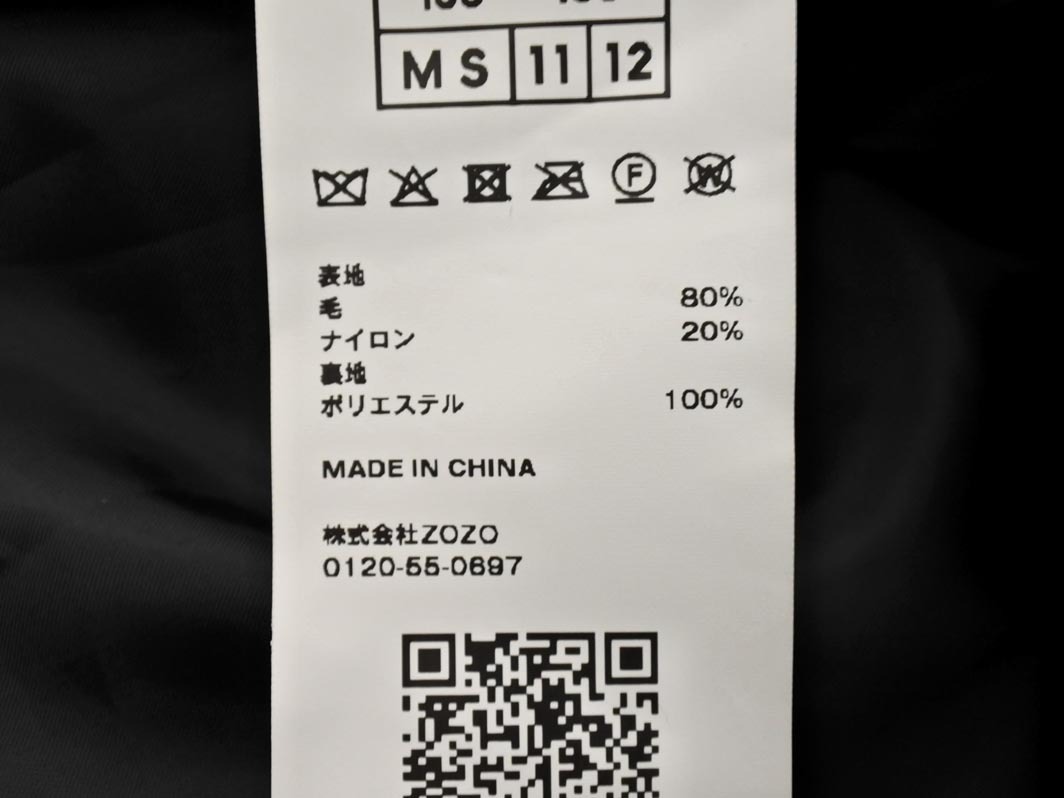 M S 11 12
F W
表地
毛 80%
ナイロン 20%
裏地
ポリエステル 100%
MADE IN CHINA
株式会社ZOZO
0120-55-0697